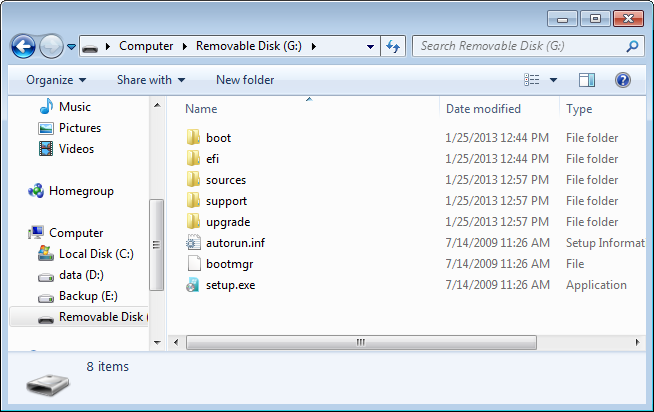 Computer Removable Disk (G:) Search Removable Disk (G:)
Organize Share with New folder
Name Date modified Type
Music
Pictures
Videos
Homegroup
Computer
Local Disk (C:)
data (D:)
Backup (E:)
Removable Disk (
boot 1/25/2013 12:44 PM File folder
efi 1/25/2013 12:44 PM File folder
sources 1/25/2013 12:57 PM File folder
support 1/25/2013 12:57 PM File folder
upgrade 1/25/2013 12:57 PM File folder
autorun.inf 7/14/2009 11:26 AM Setup Informat
bootmgr 7/14/2009 11:26 AM File
setup.exe 7/14/2009 11:26 AM Application
8 items